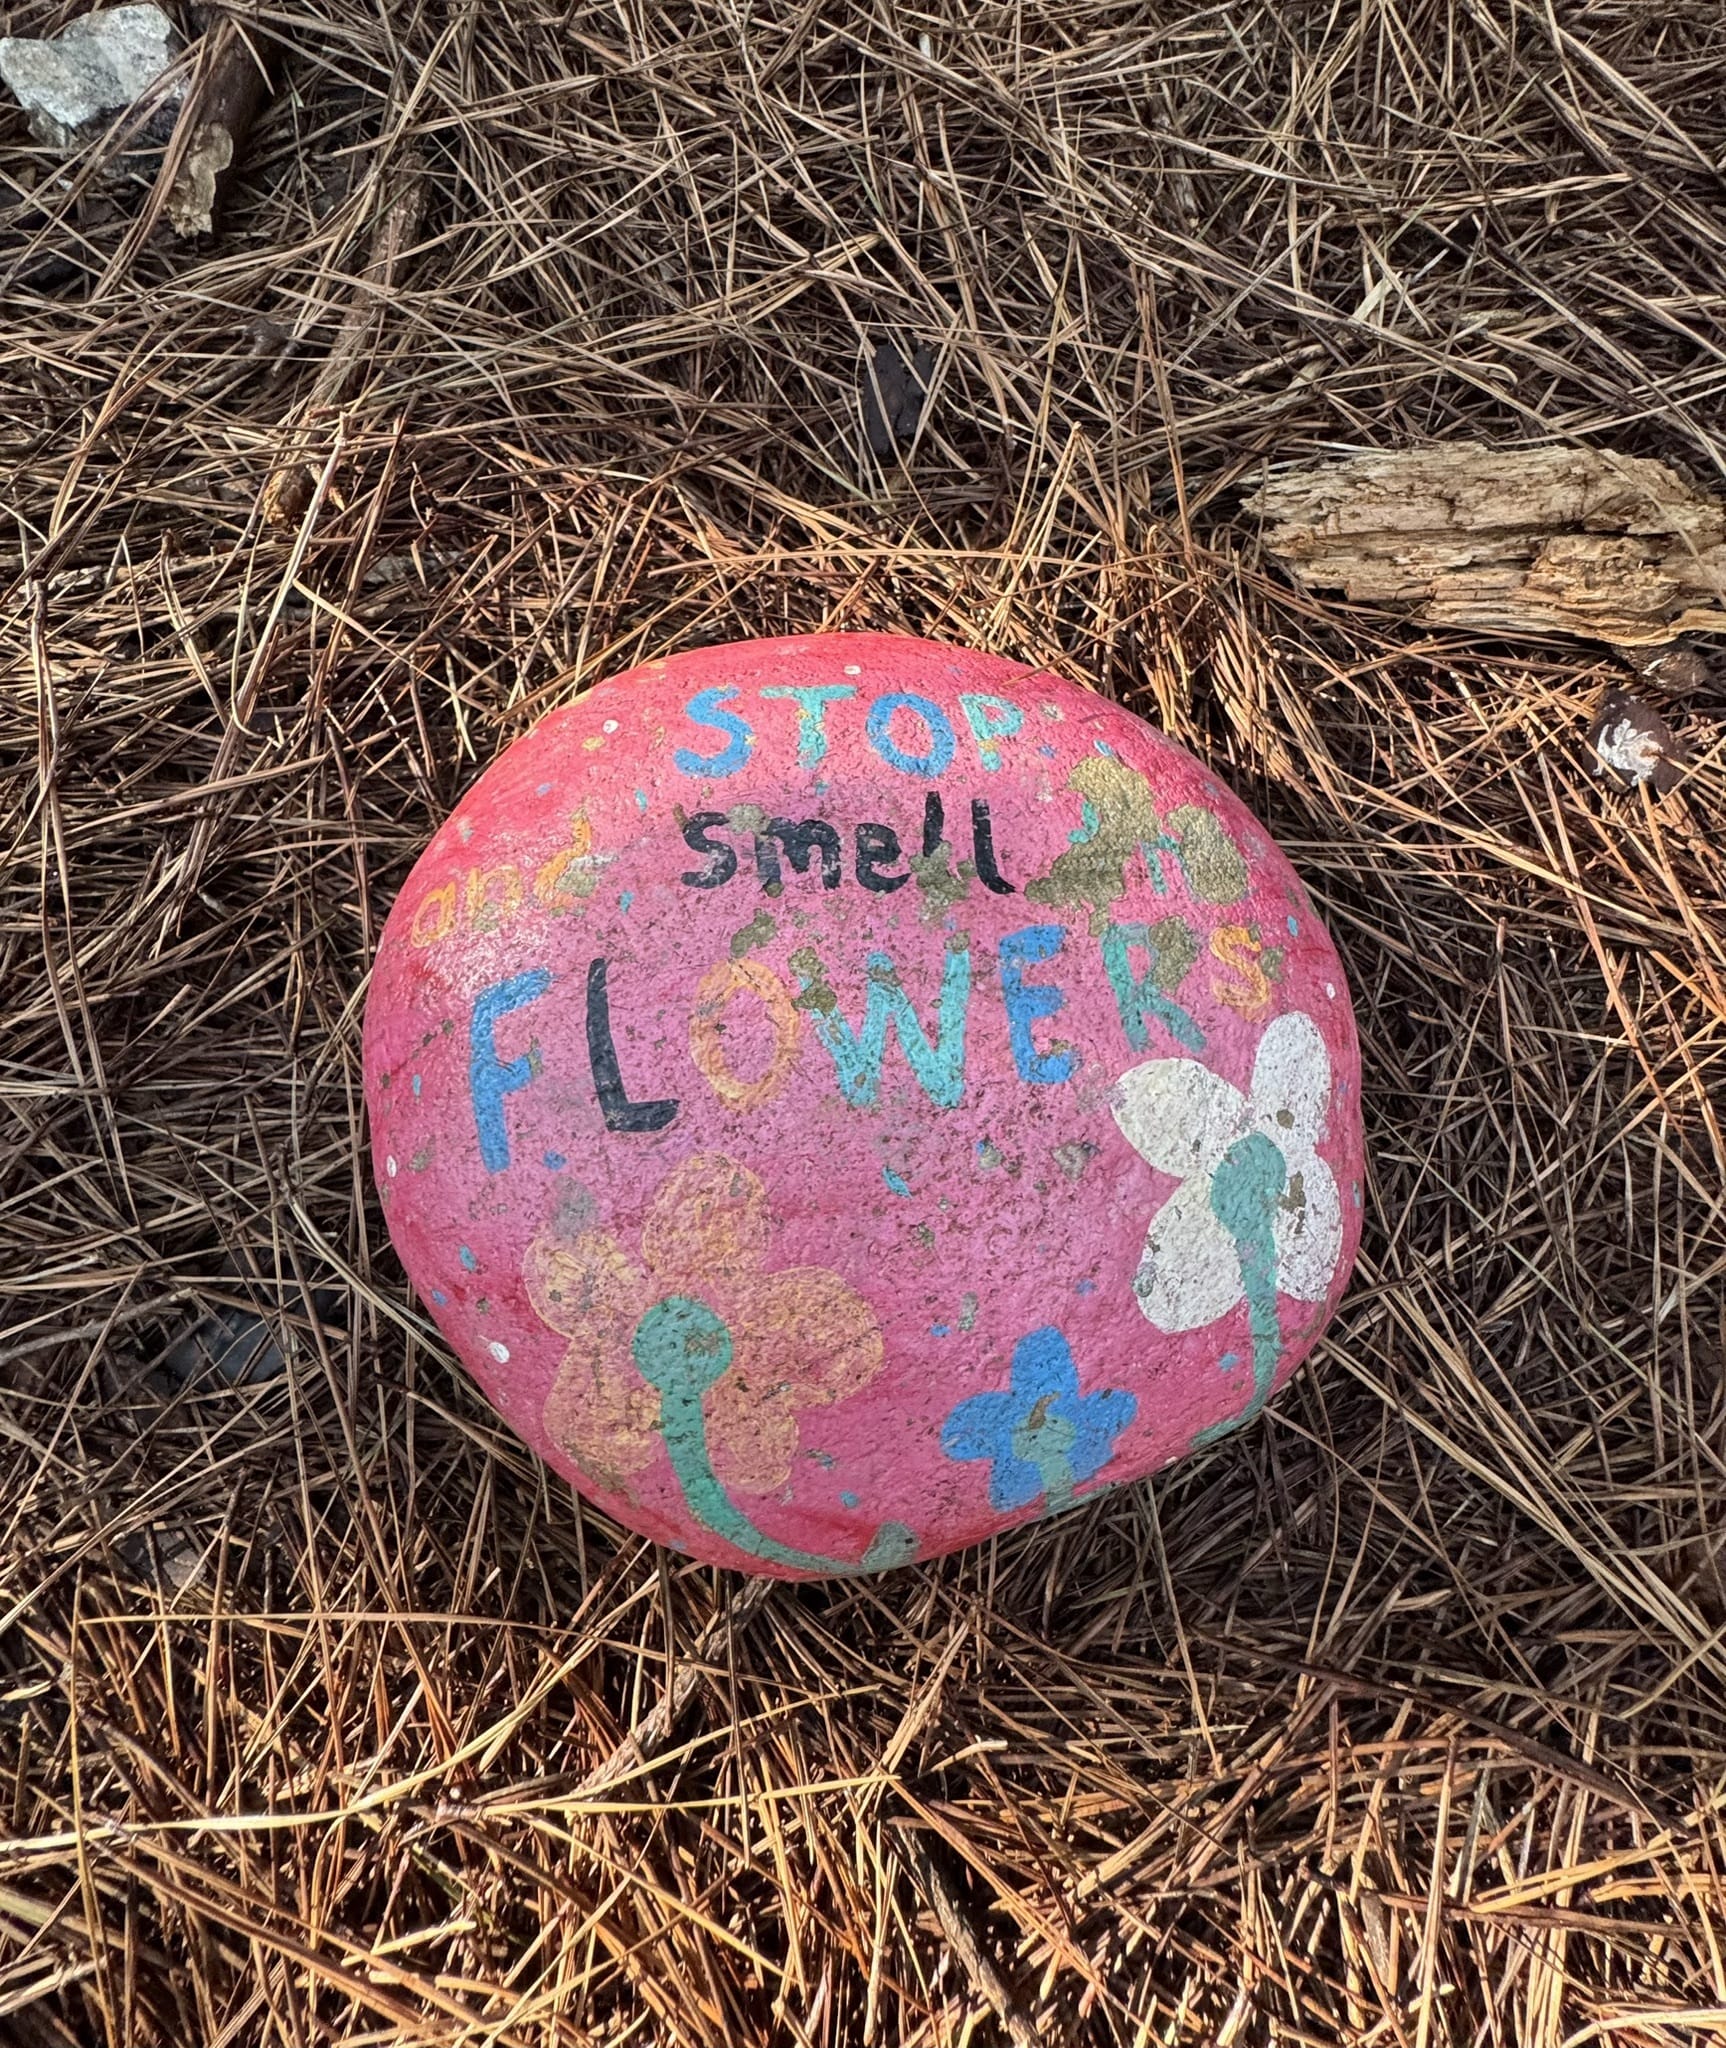 STOP
and smell
FLOWERS